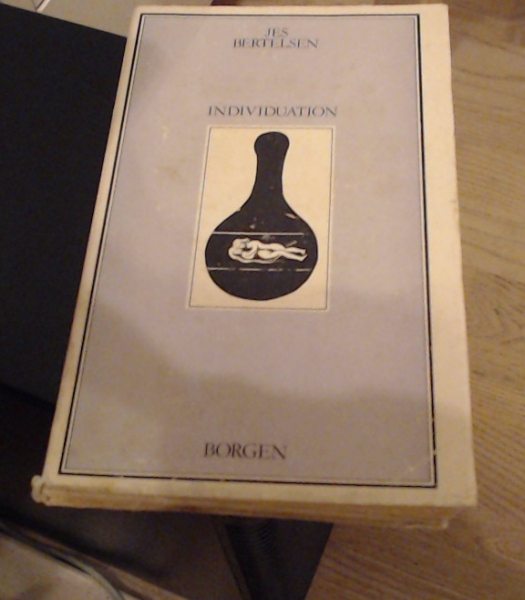 JES
BERTELSEN
INDIVIDUATION
BORGEN